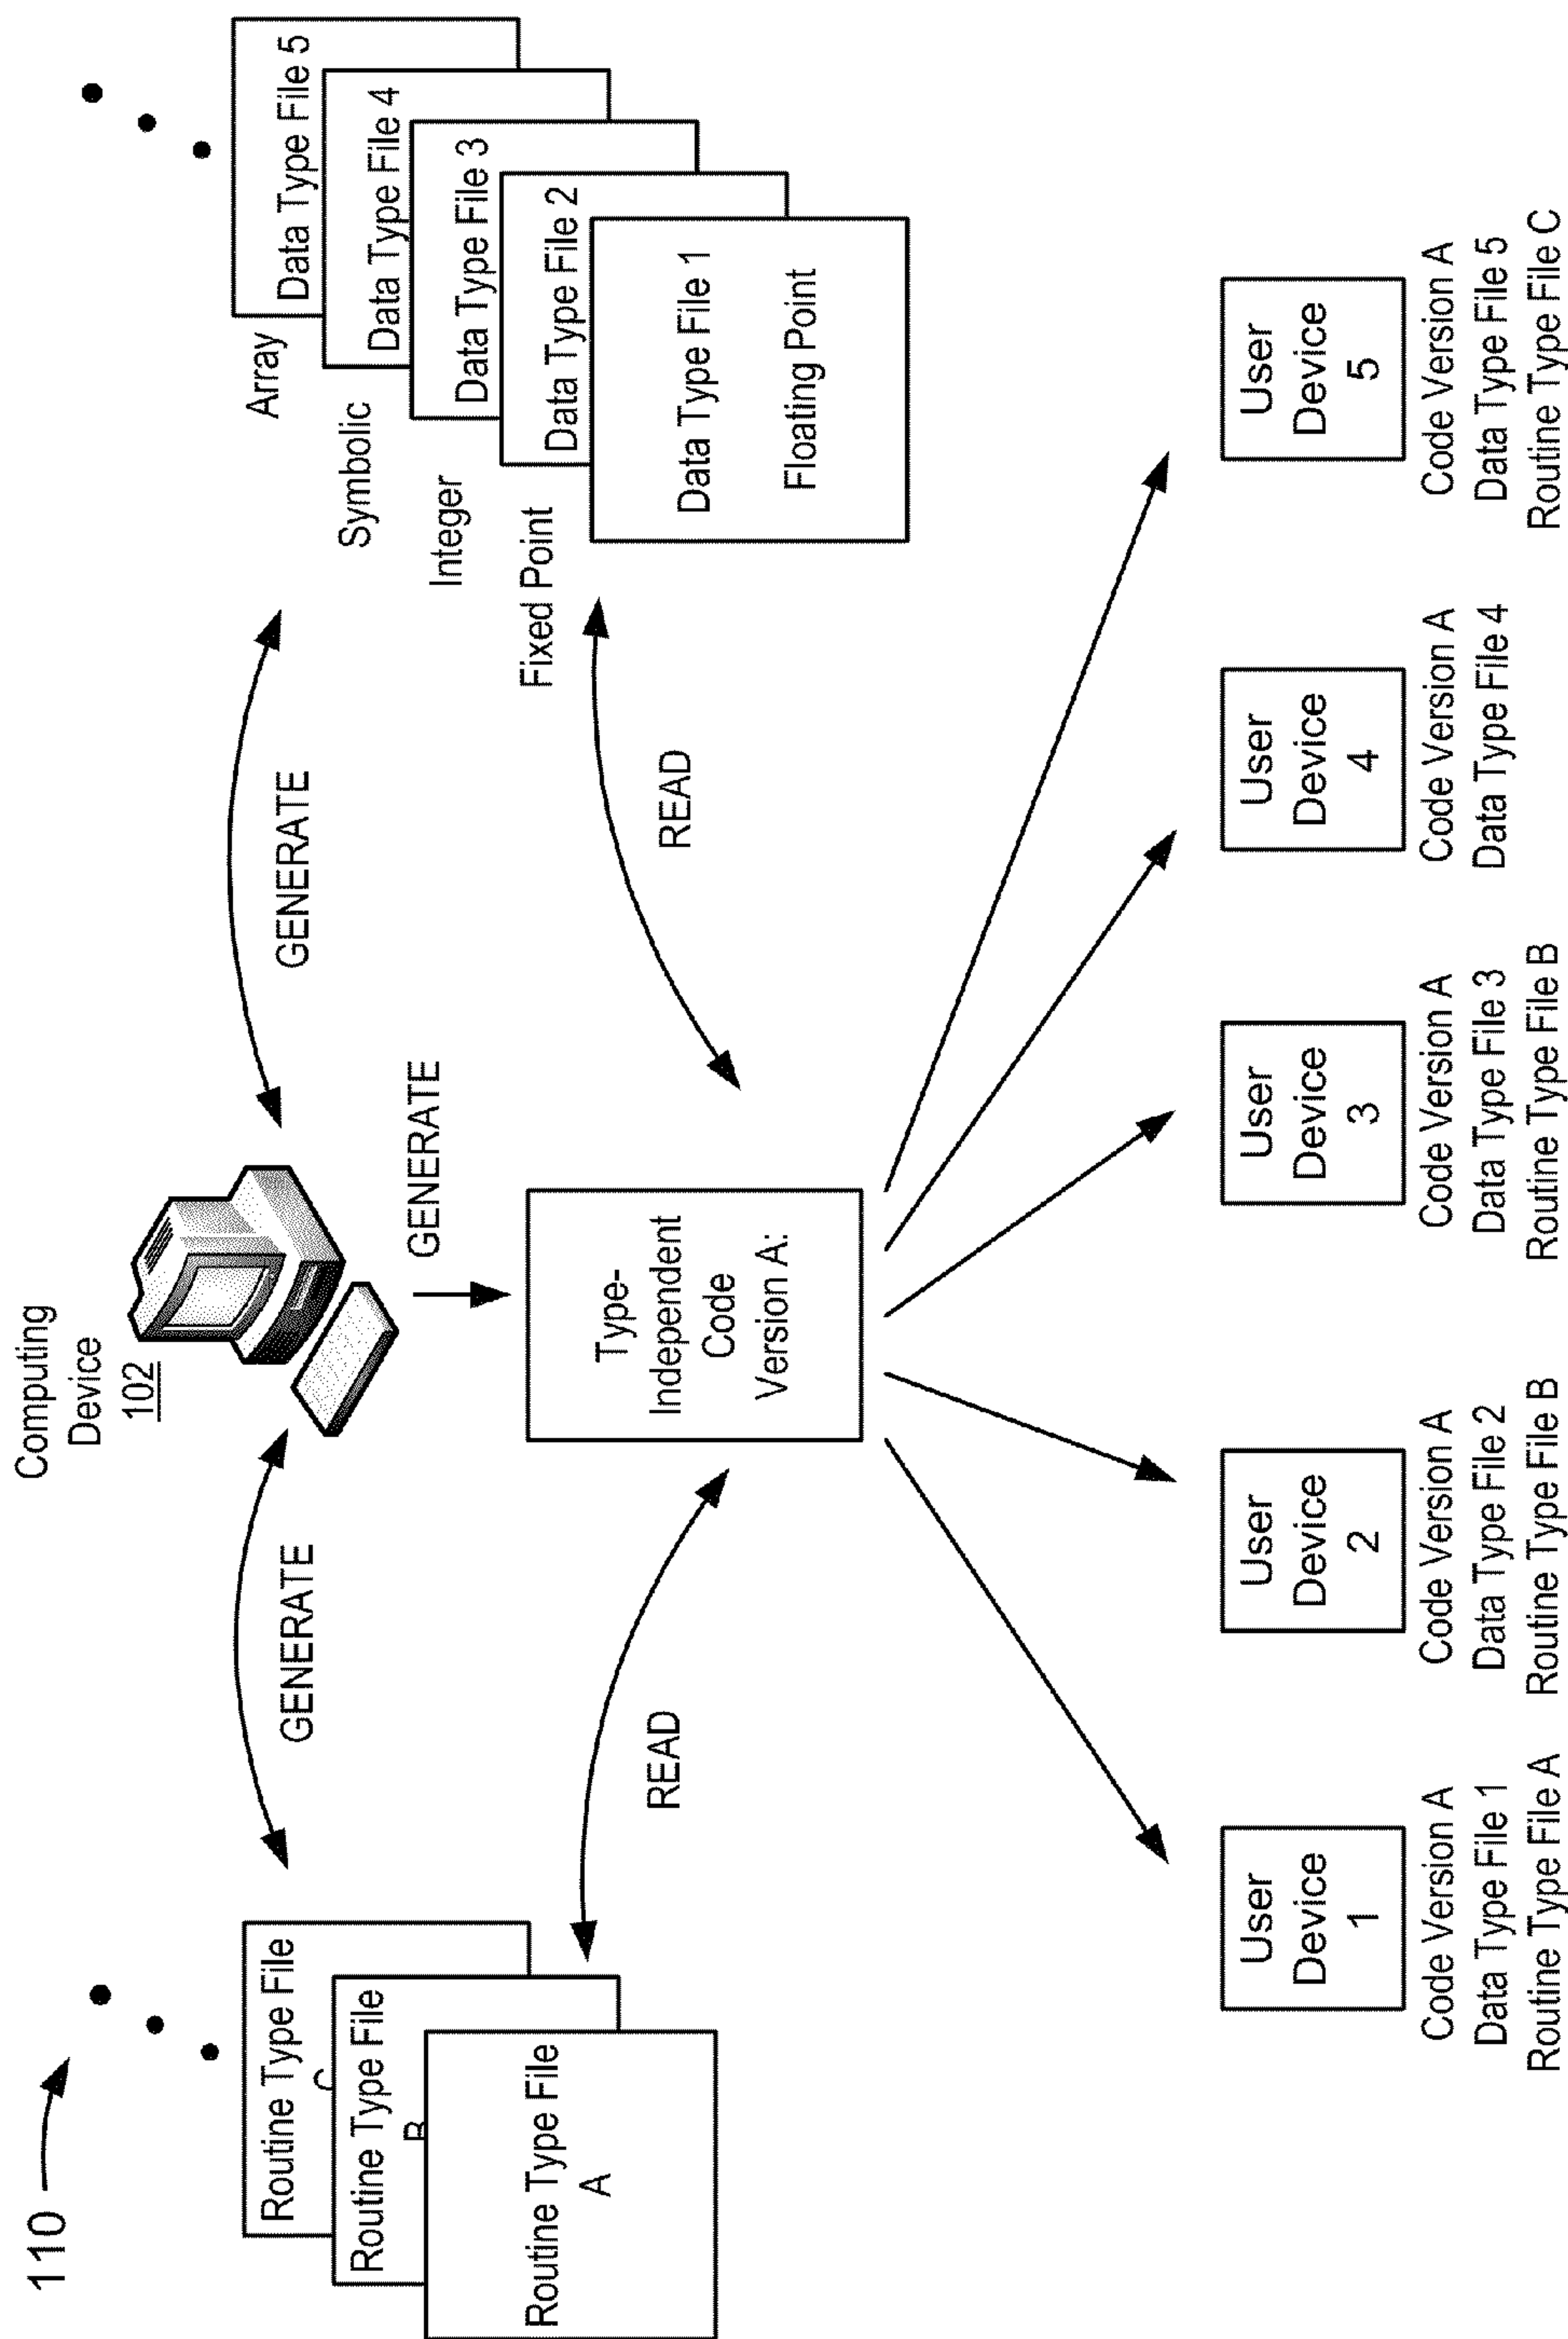 110
Computing
Device
102
GENERATE
GENERATE
GENERATE
Routine Type File
C
Routine Type File
B
Routine Type File
A
Array
Data Type File 5
Symbolic
Data Type File 4
Integer
Data Type File 3
Fixed Point
Data Type File 2
Data Type File 1
Floating Point
READ
READ
Type-
Independent
Code
Version A:
User
Device
1
Code Version A
Data Type File 1
Routine Type File A
User
Device
2
Code Version A
Data Type File 2
Routine Type File B
User
Device
3
Code Version A
Data Type File 3
Routine Type File B
User
Device
4
Code Version A
Data Type File 4
User
Device
5
Code Version A
Data Type File 5
Routine Type File C